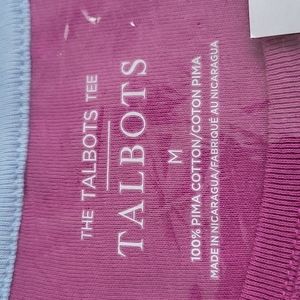 THE TALBOTS TEE
TALBOTS
M
100% PIMA COTTON/COTON PIMA
MADE IN NICARAGUA/FABRIQUÉ AU NICARAGUA